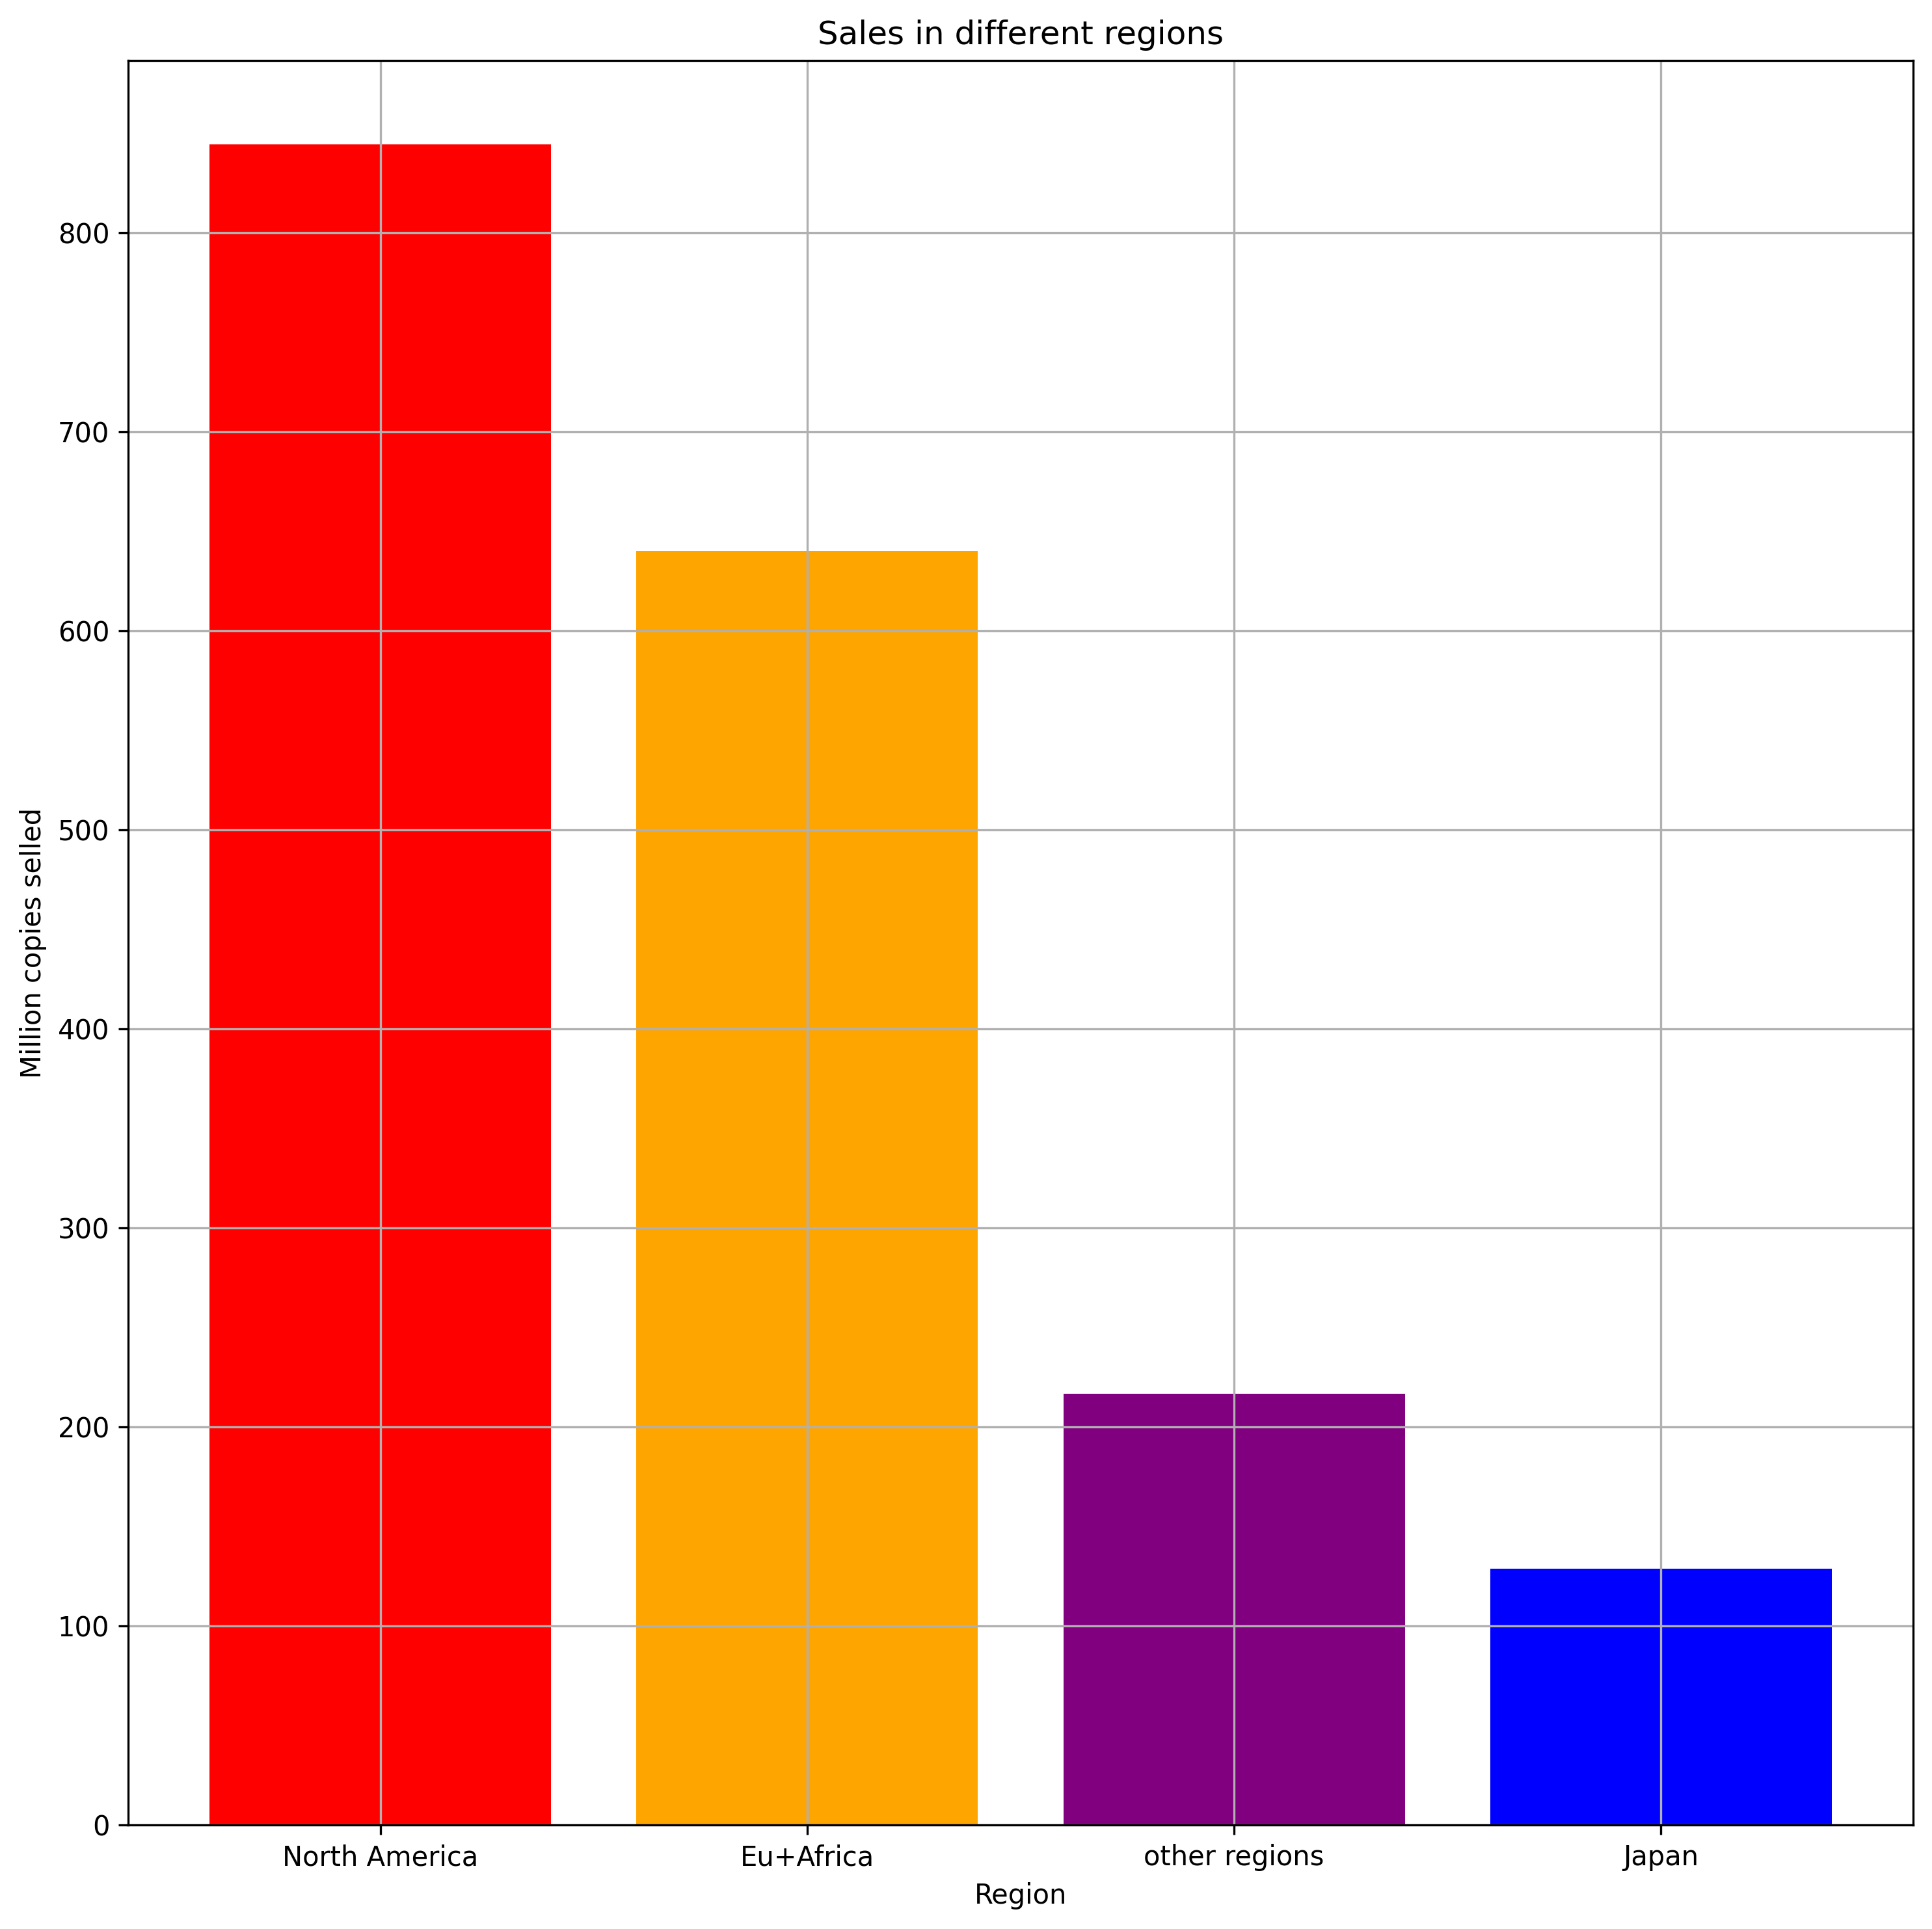 Sales in different regions
Million copies selled
800
700
600
500
400
300
200
100
0
North America
Eu+Africa
other regions
Japan
Region